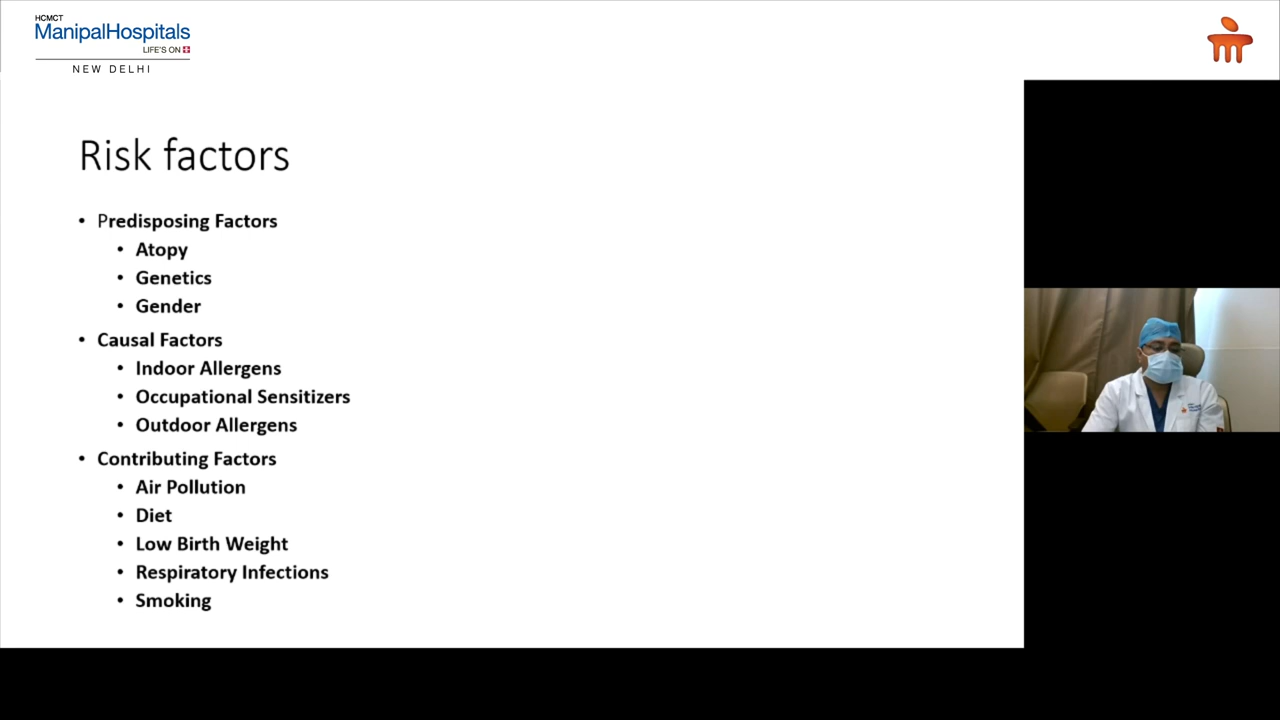 HCMCT
ManipalHospitals
LIFE'S ON
NEW DELHI
Risk factors
• Predisposing Factors
• Atopy
• Genetics
• Gender
• Causal Factors
• Indoor Allergens
• Occupational Sensitizers
• Outdoor Allergens
• Contributing Factors
• Air Pollution
• Diet
• Low Birth Weight
• Respiratory Infections
• Smoking